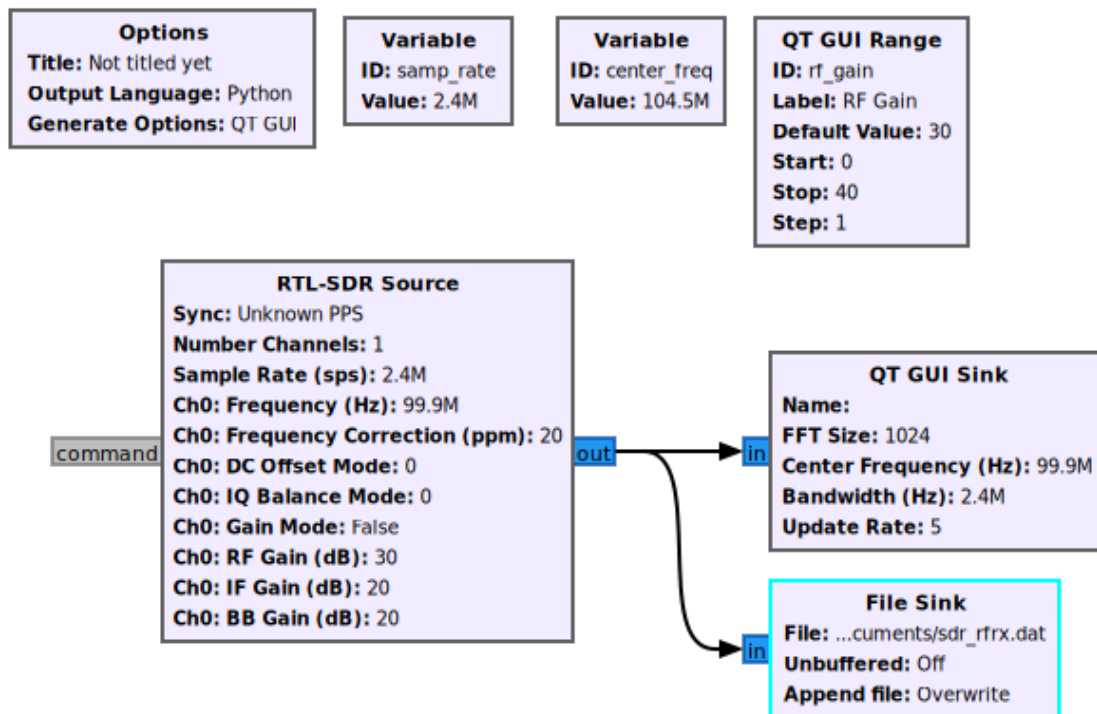 Options
Title: Not titled yet
Output Language: Python
Generate Options: QT GUI
Variable
ID: samp_rate
Value: 2.4M
Variable
ID: center_freq
Value: 104.5M
QT GUI Range
ID: rf_gain
Label: RF Gain
Default Value: 30
Start: 0
Stop: 40
Step: 1
command
RTL-SDR Source
Sync: Unknown PPS
Number Channels: 1
Sample Rate (sps): 2.4M
Ch0: Frequency (Hz): 99.9M
Ch0: Frequency Correction (ppm): 20
Ch0: DC Offset Mode: 0
Ch0: IQ Balance Mode: 0
Ch0: Gain Mode: False
Ch0: RF Gain (dB): 30
Ch0: IF Gain (dB): 20
Ch0: BB Gain (dB): 20
out
in
QT GUI Sink
Name:
FFT Size: 1024
Center Frequency (Hz): 99.9M
Bandwidth (Hz): 2.4M
Update Rate: 5
in
File Sink
File: ...cuments/sdr_rfrx.dat
Unbuffered: Off
Append file: Overwrite